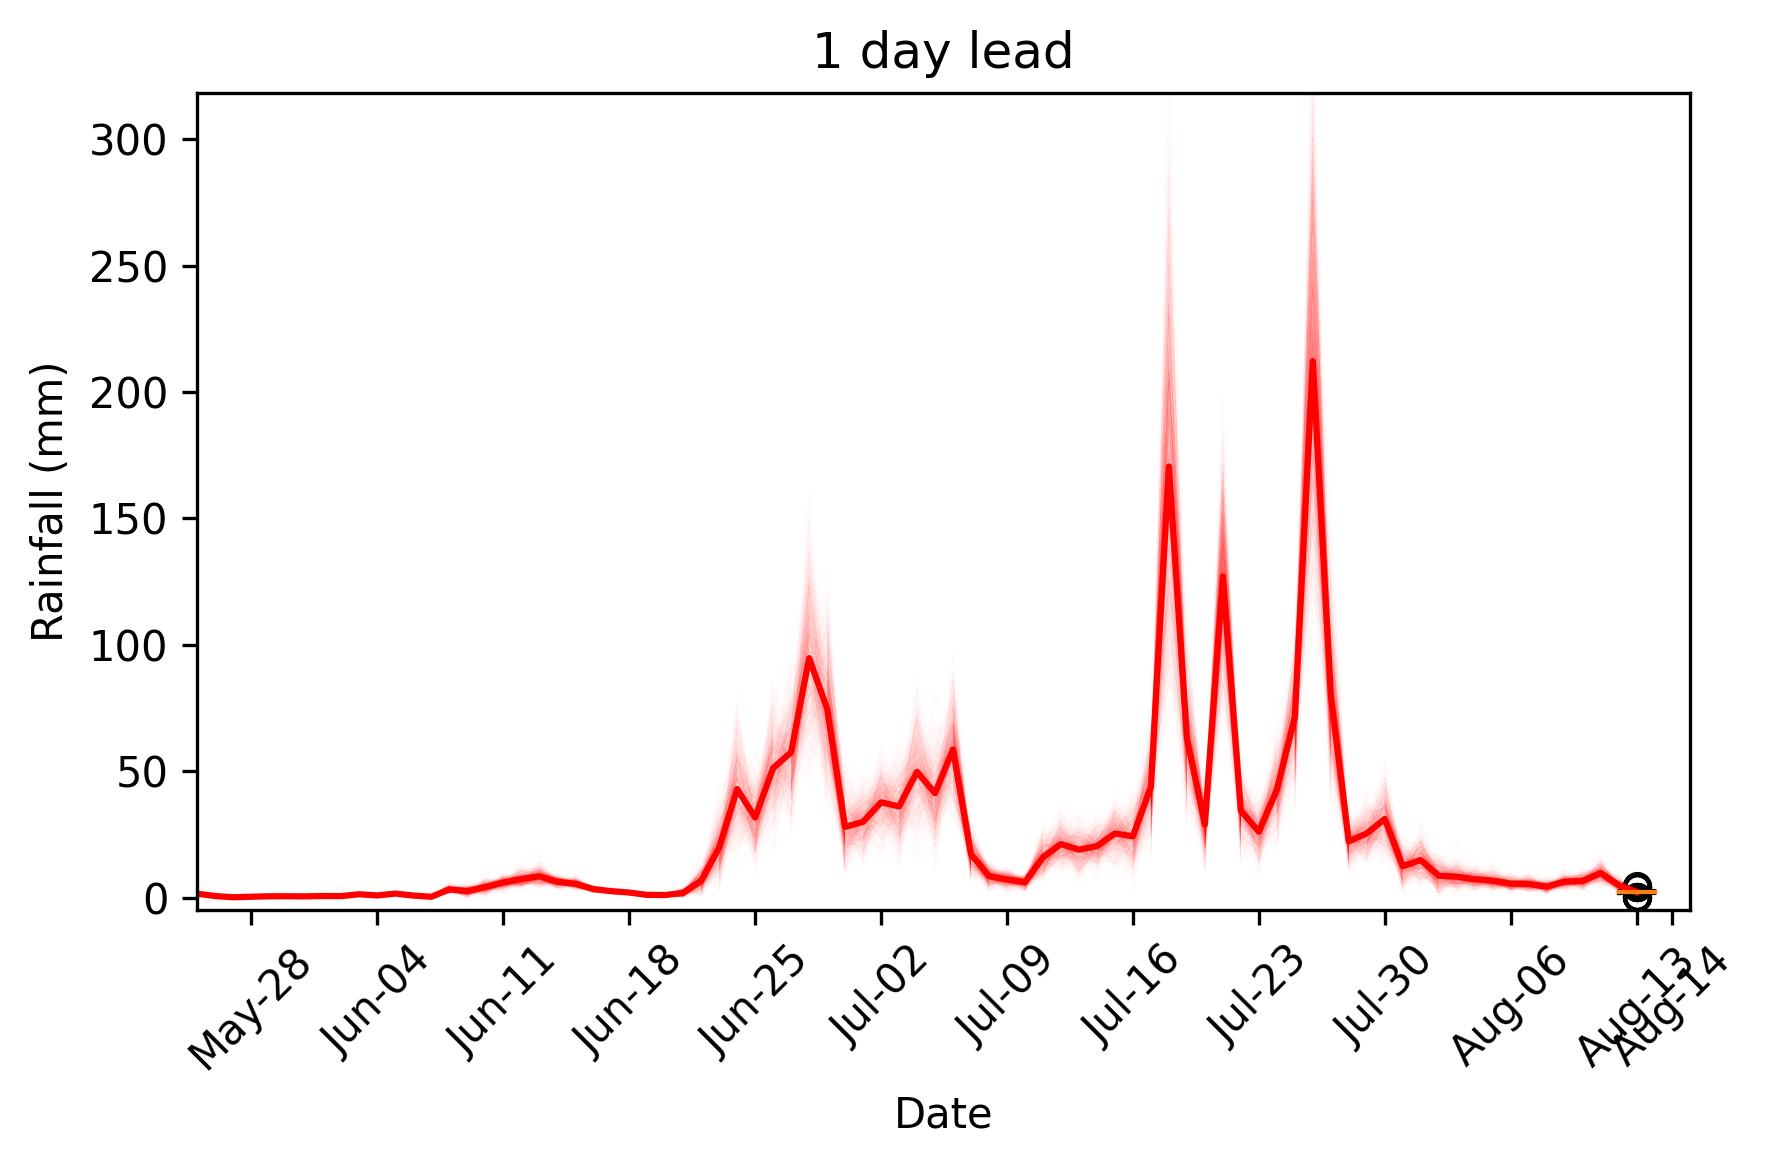 1 day lead
Rainfall (mm)
300
250
200
150
100
50
0
May-28
Jun-04
Jun-11
Jun-18
Jun-25
Jul-02
Jul-09
Jul-16
Jul-23
Jul-30
Aug-06
Aug-13
Aug-14
Date